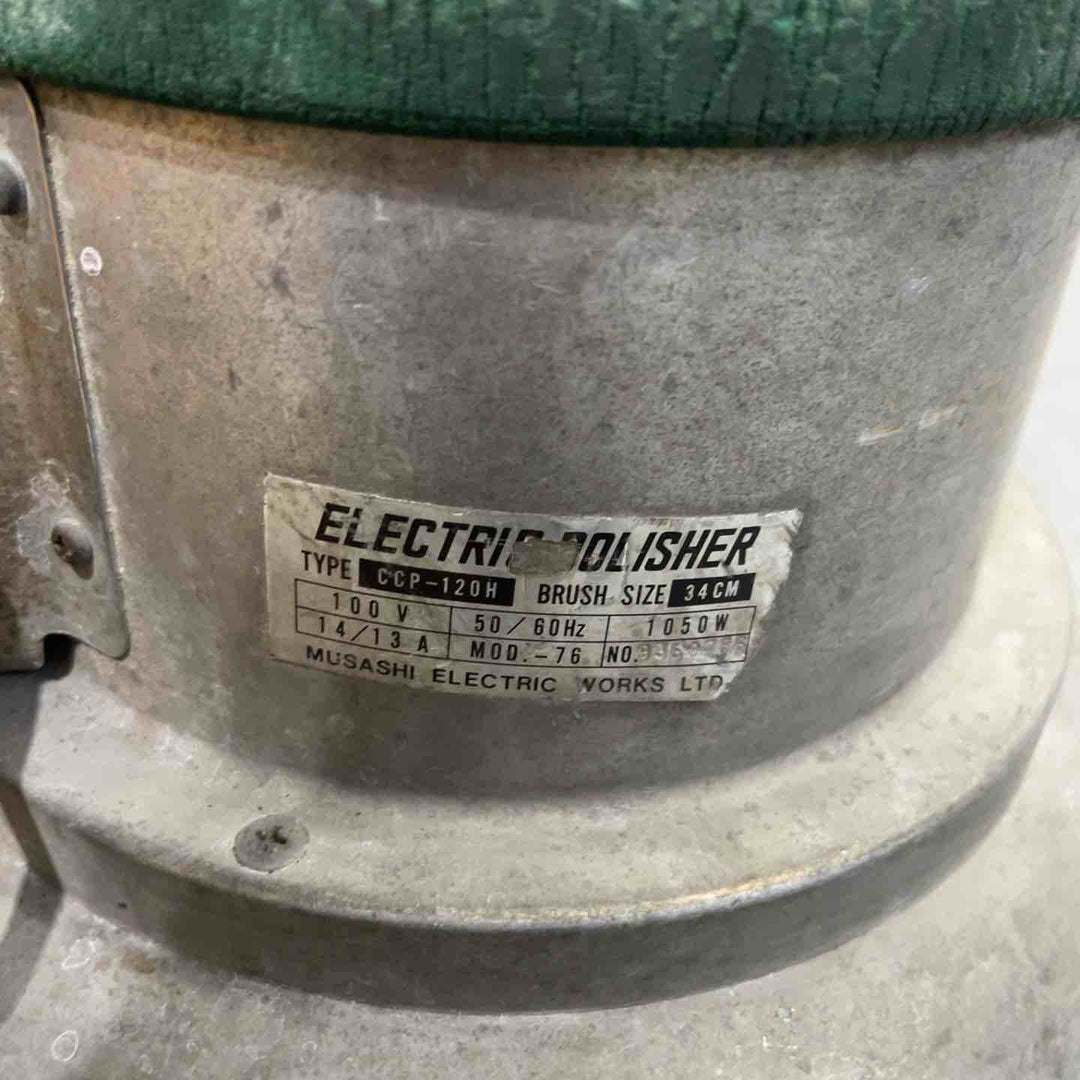 ELECTRIC POLISHER
TYPE CCP-120H BRUSH SIZE 34CM
100 V 50/60Hz 1050W
14/13 A MOD.-76 NO.
MUSASHI ELECTRIC WORKS LTD